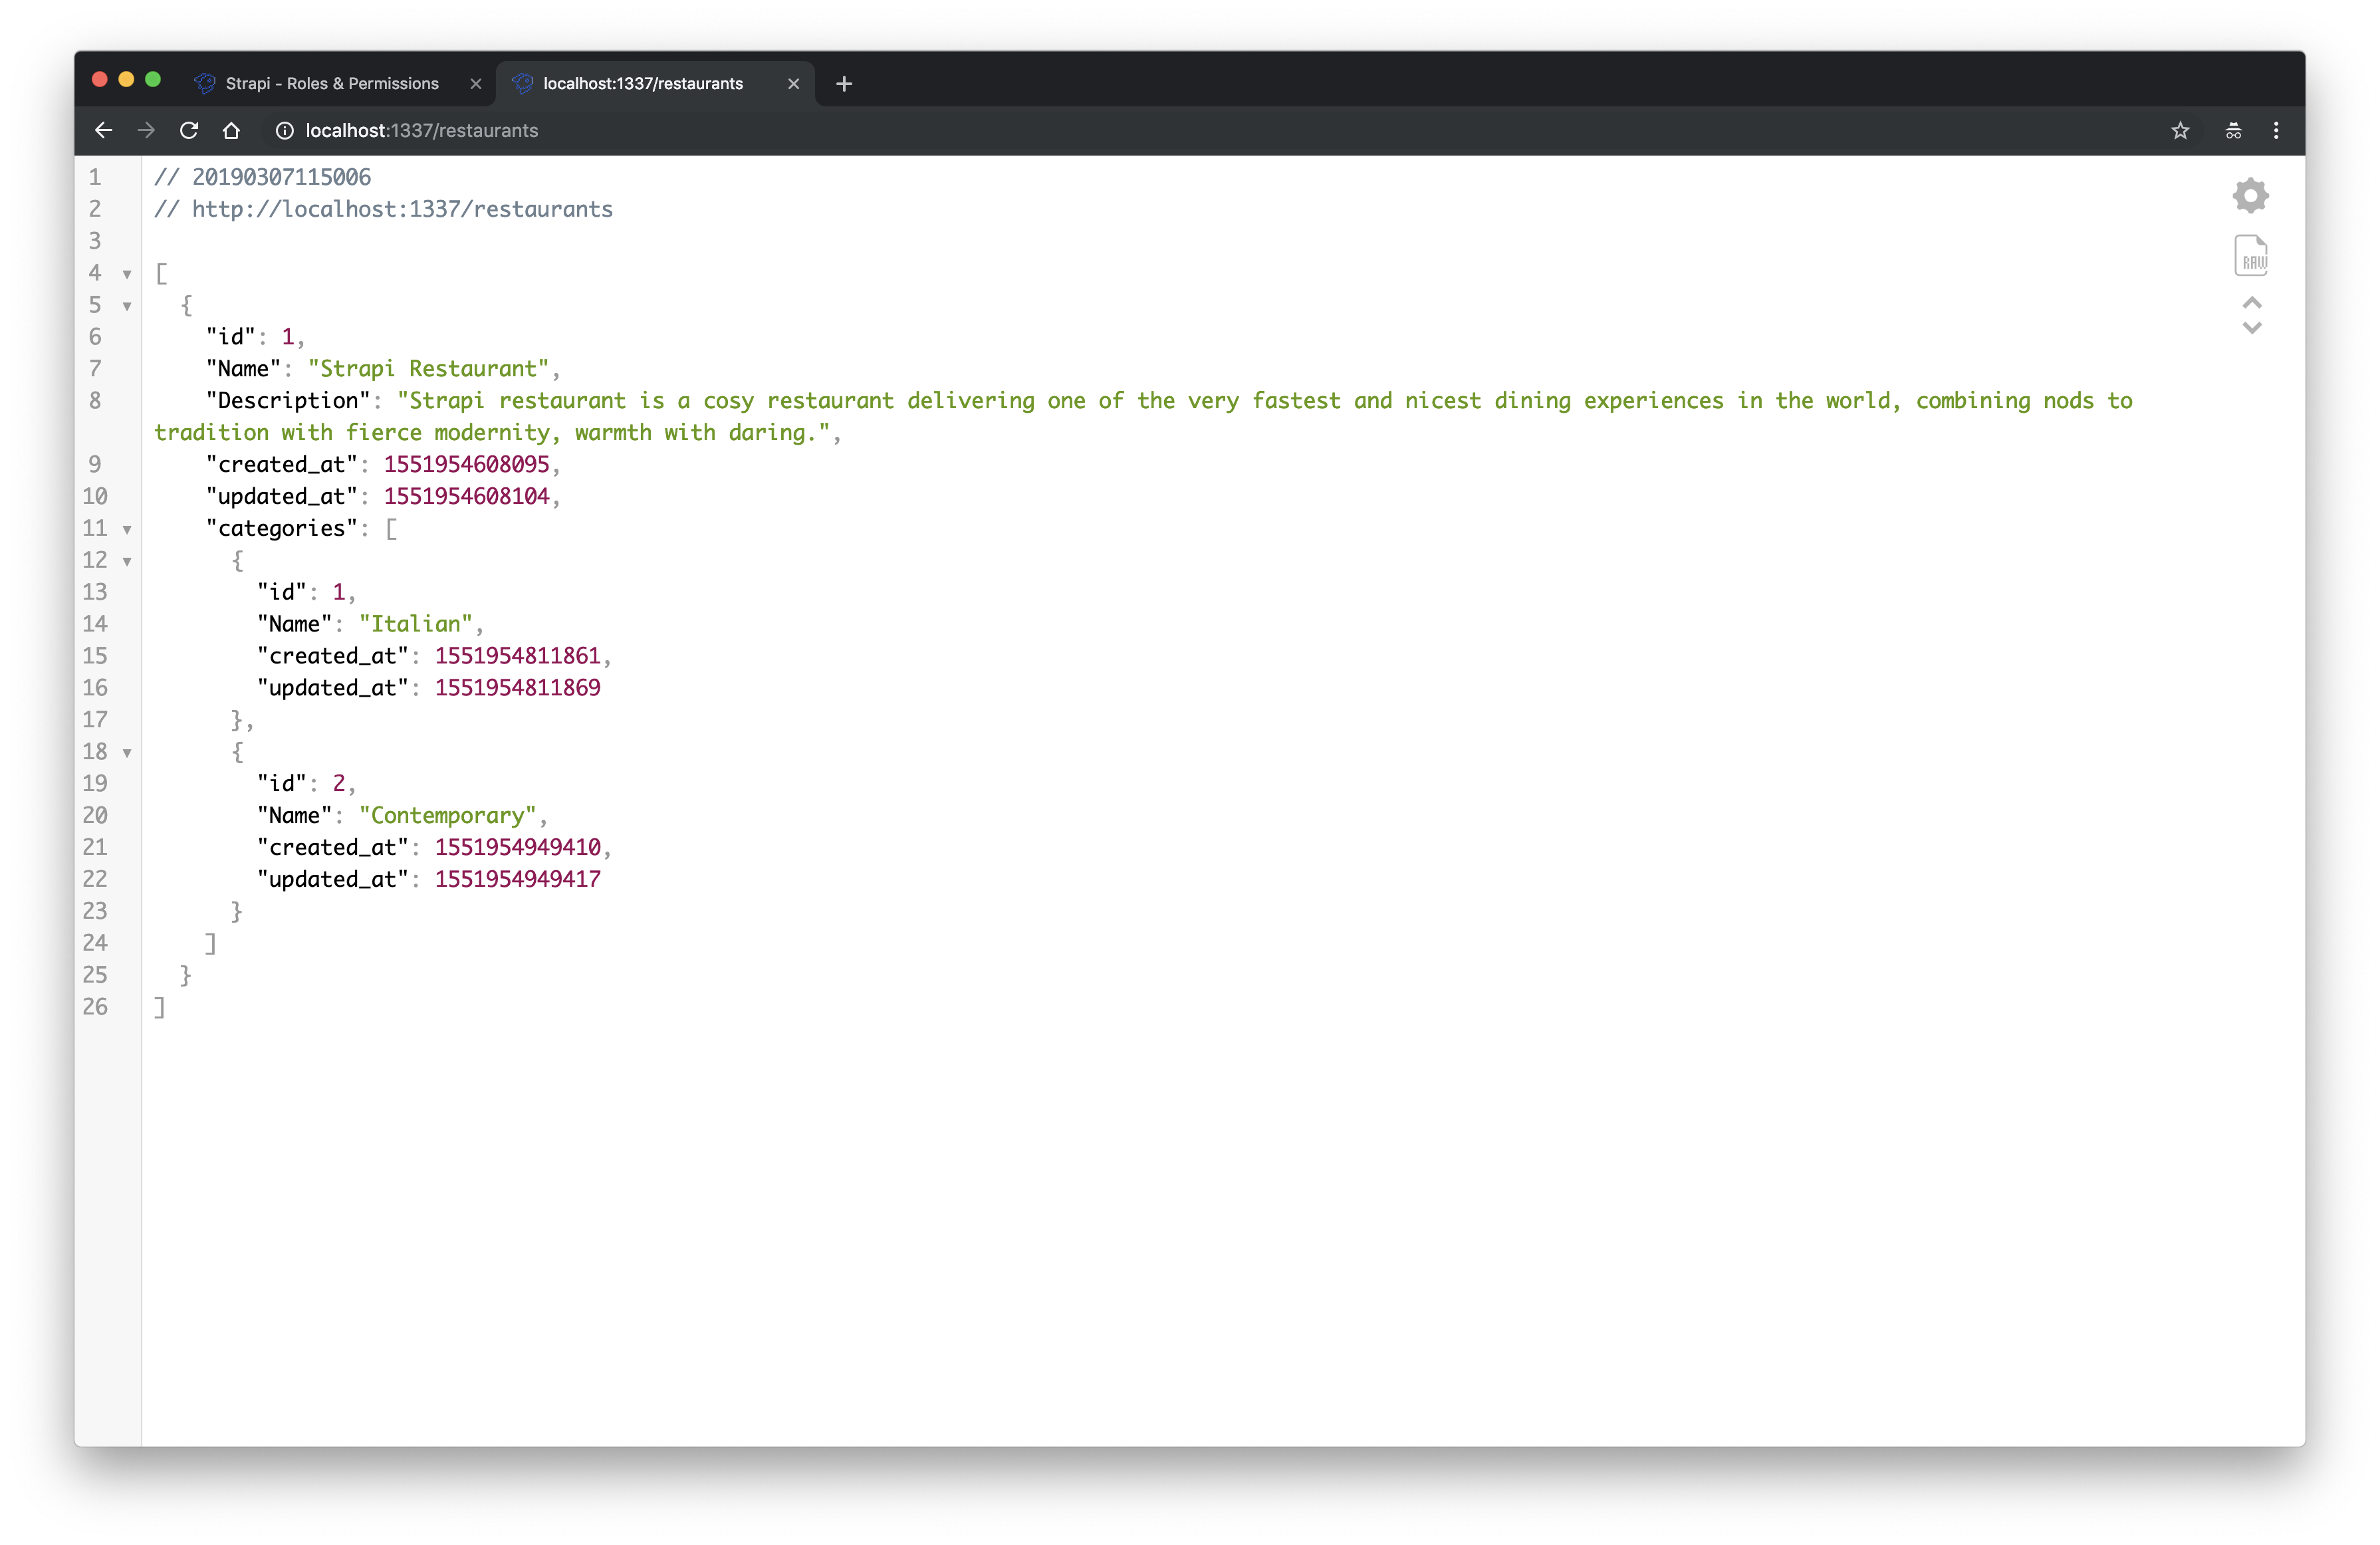 Strapi - Roles & Permissions
localhost:1337/restaurants
localhost:1337/restaurants
1 // 20190307115006
2 // http://localhost:1337/restaurants
3
4 [
5 {
6 "id": 1,
7 "Name": "Strapi Restaurant",
8 "Description": "Strapi restaurant is a cosy restaurant delivering one of the very fastest and nicest dining experiences in the world, combining nods to
tradition with fierce modernity, warmth with daring.",
9 "created_at": 1551954608095,
10 "updated_at": 1551954608104,
11 "categories": [
12 {
13 "id": 1,
14 "Name": "Italian",
15 "created_at": 1551954811861,
16 "updated_at": 1551954811869
17 },
18 {
19 "id": 2,
20 "Name": "Contemporary",
21 "created_at": 1551954949410,
22 "updated_at": 1551954949417
23 }
24 ]
25 }
26 ]
RAW